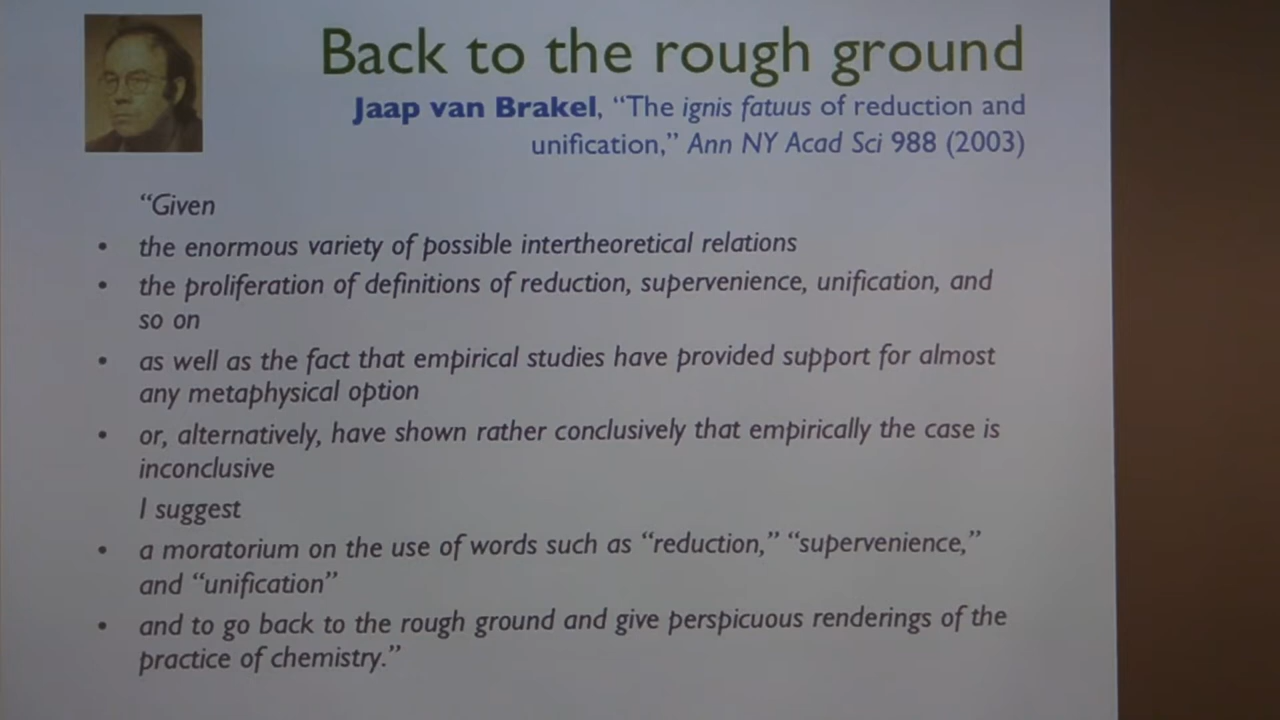 Back to the rough ground
Jaap van Brakel, “The ignis fatuus of reduction and
unification,” Ann NY Acad Sci 988 (2003)
“Given
• the enormous variety of possible intertheoretical relations
• the proliferation of definitions of reduction, supervenience, unification, and
so on
• as well as the fact that empirical studies have provided support for almost
any metaphysical option
• or, alternatively, have shown rather conclusively that empirically the case is
inconclusive
I suggest
• a moratorium on the use of words such as “reduction,” “supervenience,”
and “unification”
• and to go back to the rough ground and give perspicuous renderings of the
practice of chemistry.”